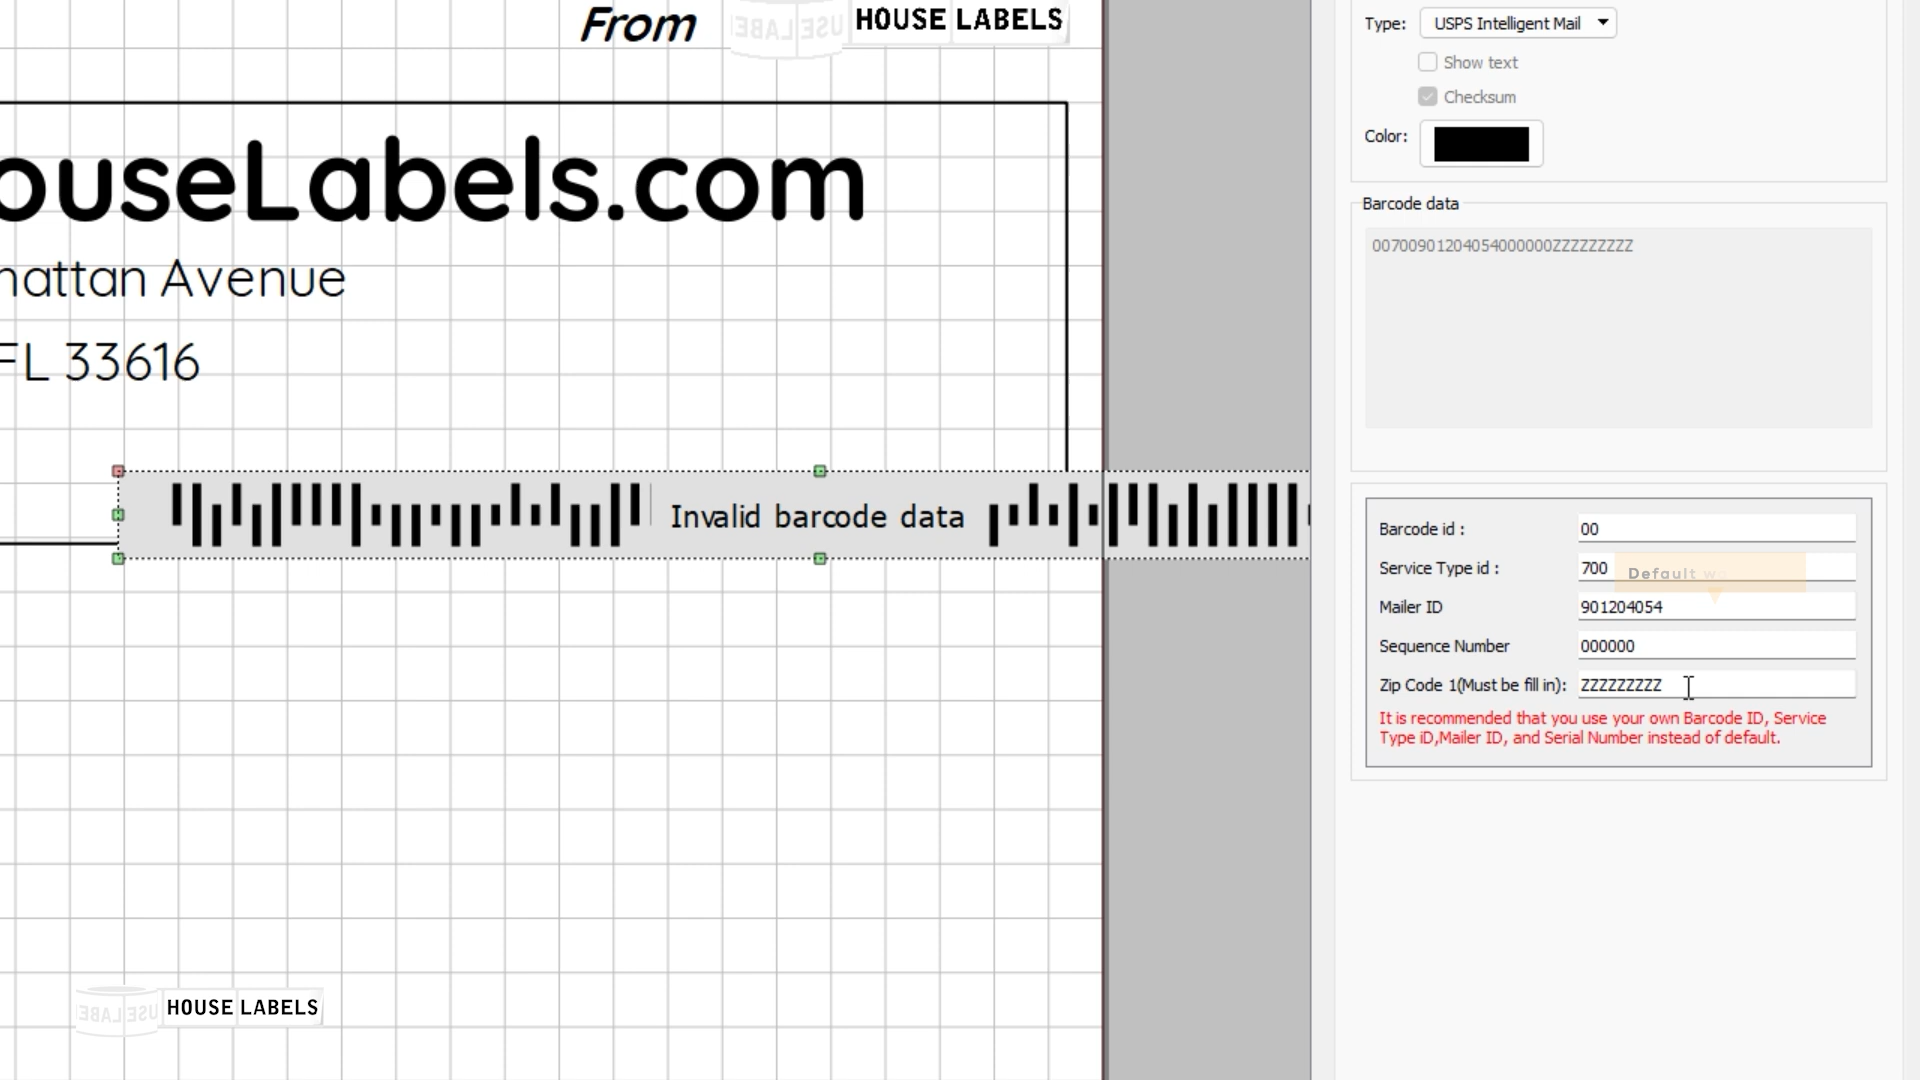 From
HOUSE LABELS
ouseLabels.com
hattan Avenue
FL 33616
Invalid barcode data
HOUSE LABELS
Type: USPS Intelligent Mail
Show text
Checksum
Color:
Barcode data
00700901204054000000ZZZZZZZZZ
Barcode id : 00
Service Type id : 700
Default
Mailer ID 901204054
Sequence Number 000000
Zip Code 1(Must be fill in): ZZZZZZZZZ
It is recommended that you use your own Barcode ID, Service
Type iD,Mailer ID, and Serial Number instead of default.